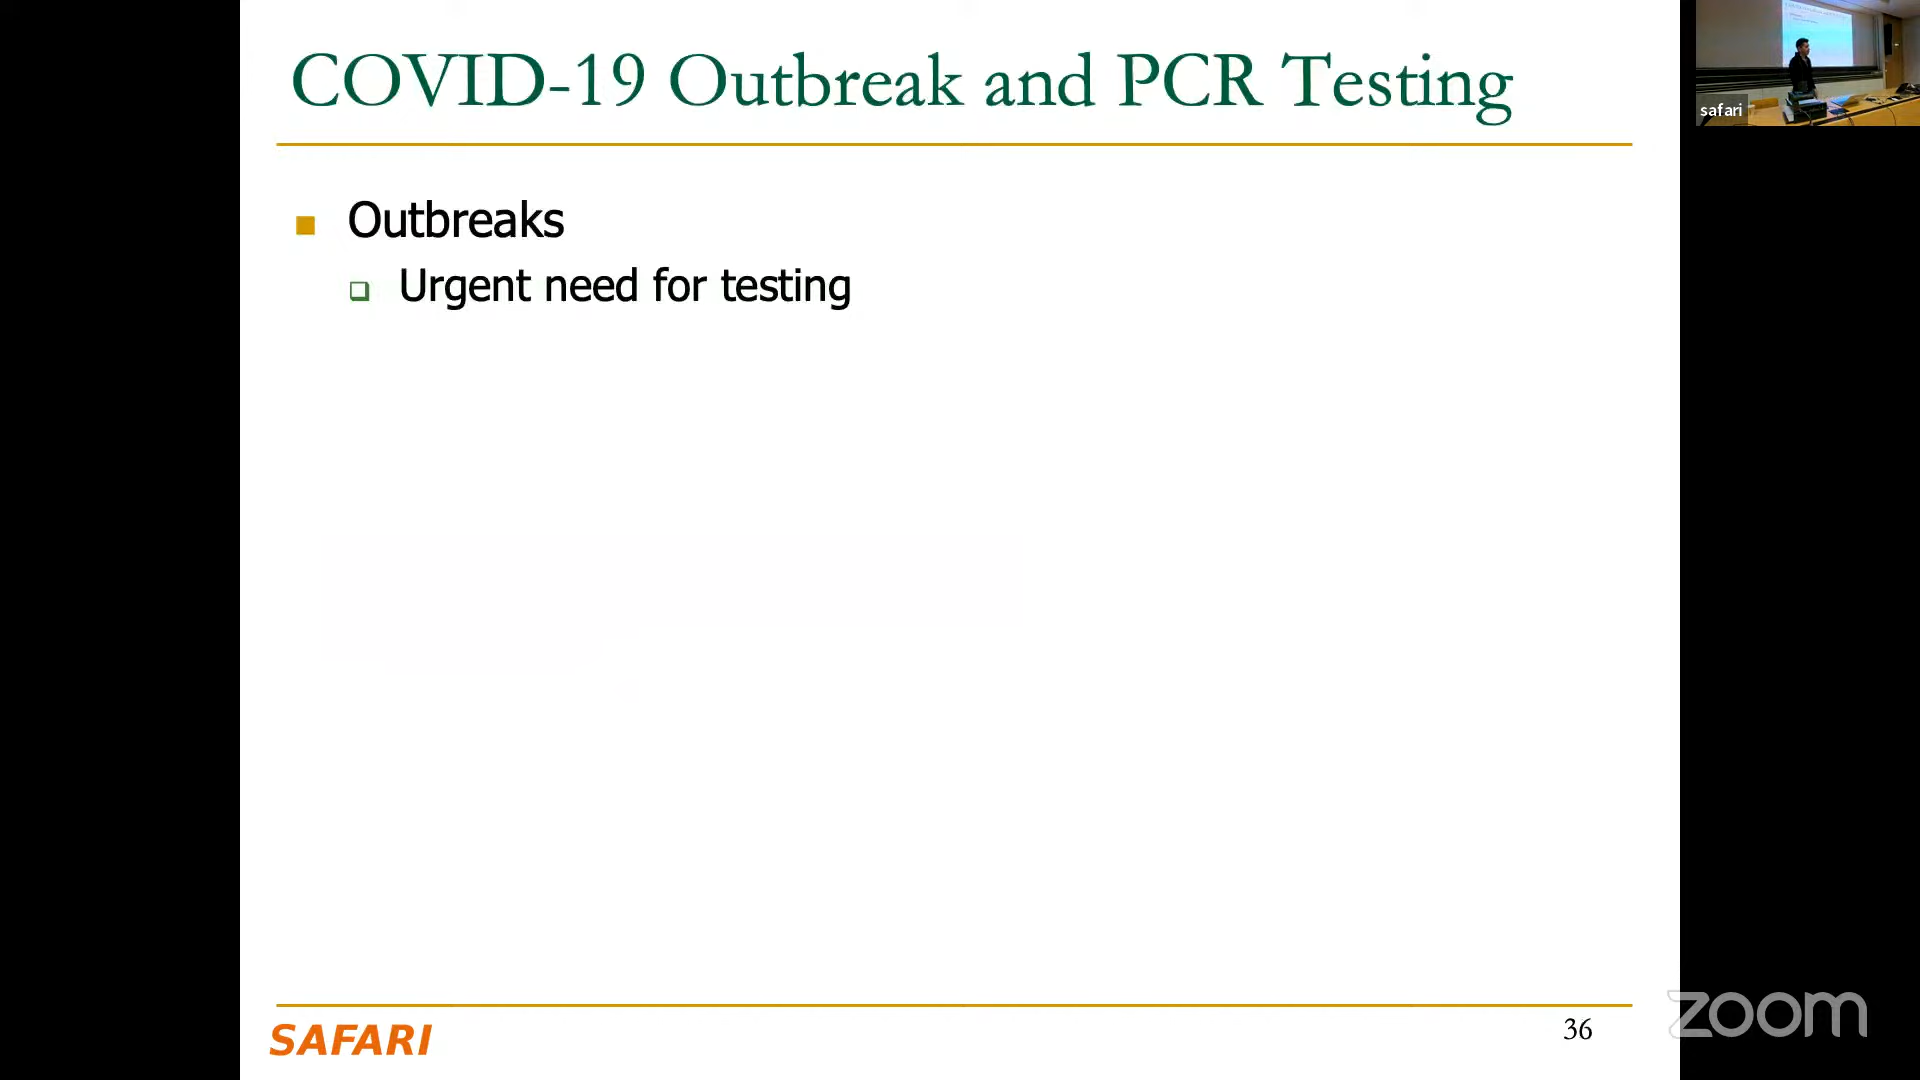 COVID-19 Outbreak and PCR Testing
safari
Outbreaks
Urgent need for testing
SAFARI
36
zoom